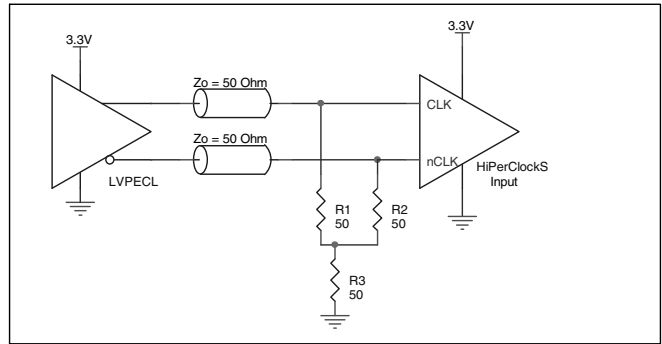 3.3V
3.3V
Zo = 50 Ohm
CLK
Zo = 50 Ohm
nCLK
HiPerClockS
Input
LVPECL
R1
50
R2
50
R3
50